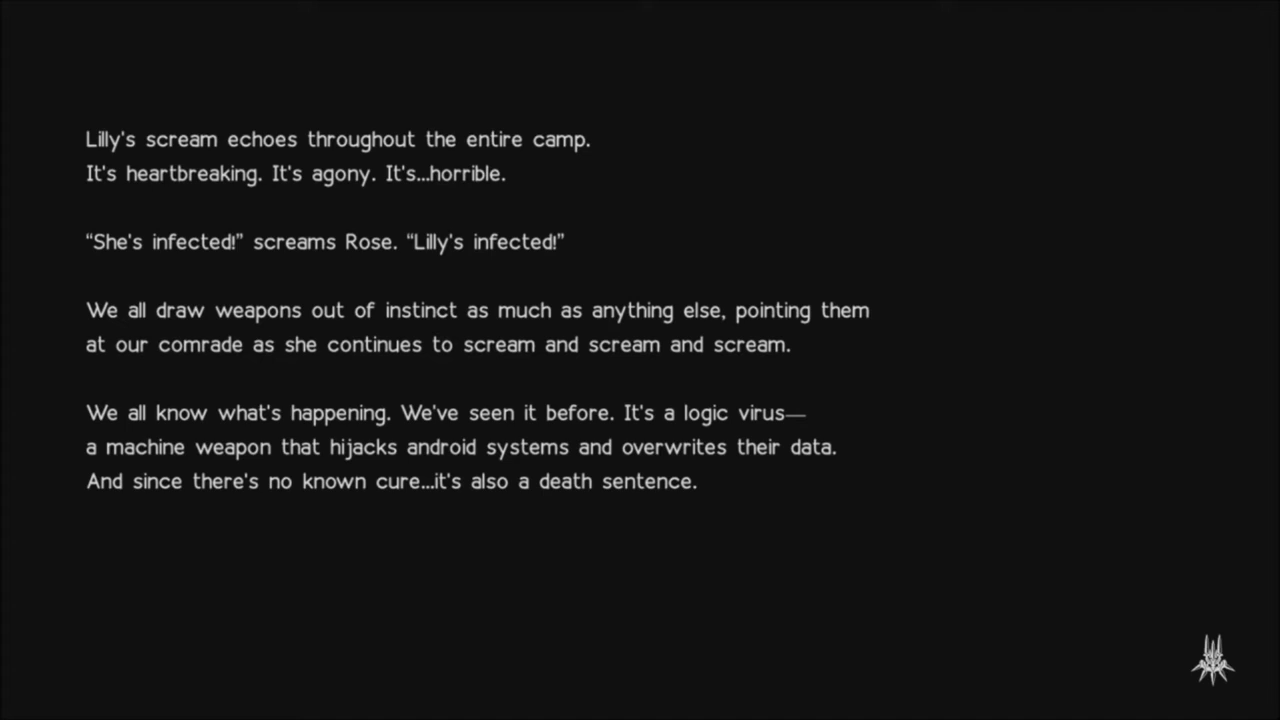 Lilly's scream echoes throughout the entire camp.
It's heartbreaking. It's agony. It's...horrible.
“She's infected!” screams Rose. “Lilly's infected!”
We all draw weapons out of instinct as much as anything else, pointing them
at our comrade as she continues to scream and scream and scream.
We all know what's happening. We've seen it before. It's a logic virus—
a machine weapon that hijacks android systems and overwrites their data.
And since there's no known cure...it's also a death sentence.